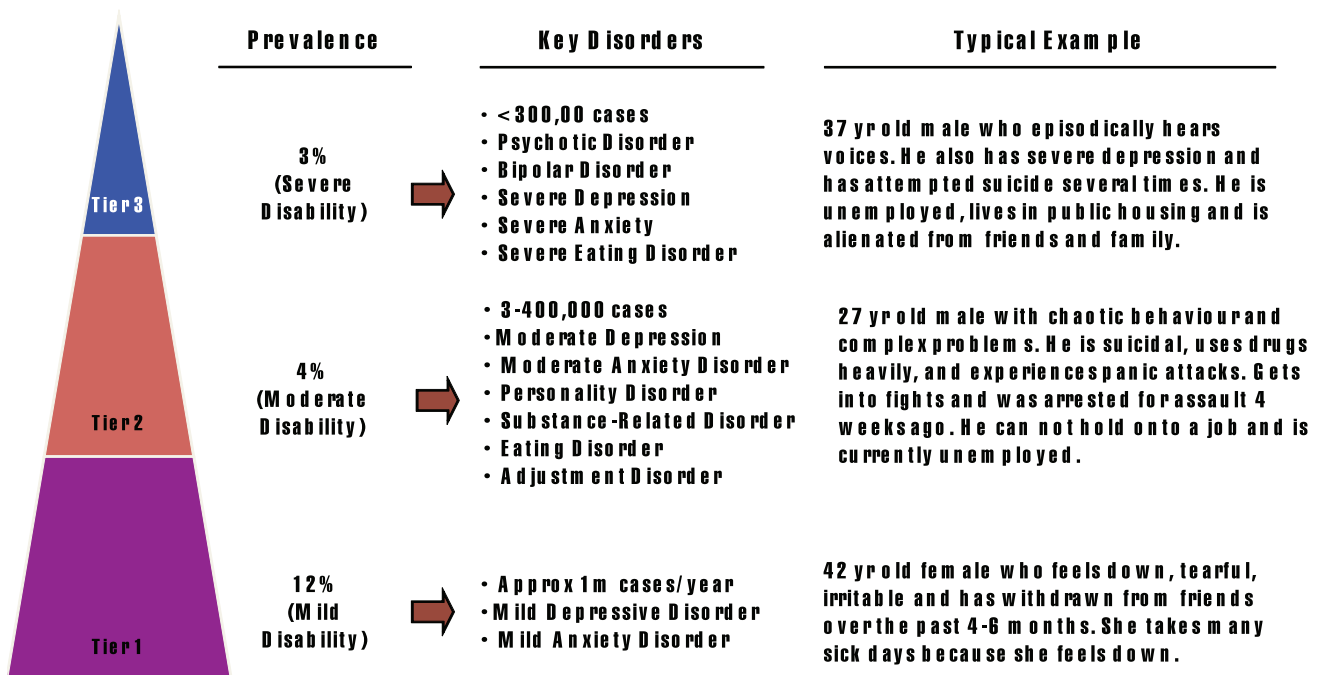 Prevalence
Key Disorders
Typical Example
Tier 3
3%
(Severe
Disability)
• <300,00 cases
• Psychotic Disorder
• Bipolar Disorder
• Severe Depression
• Severe Anxiety
• Severe Eating Disorder
37 yr old male who episodically hears
voices. He also has severe depression and
has attempted suicide several times. He is
unemployed, lives in public housing and is
alienated from friends and family.
Tier 2
4%
(Moderate
Disability)
• 3-400,000 cases
• Moderate Depression
• Moderate Anxiety Disorder
• Personality Disorder
• Substance-Related Disorder
• Eating Disorder
• Adjustment Disorder
27 yr old male with chaotic behaviour and
complex problems. He is suicidal, uses drugs
heavily, and experiences panic attacks. Gets
into fights and was arrested for assault 4
weeks ago. He can not hold onto a job and is
currently unemployed.
Tier 1
12%
(Mild
Disability)
• Approx 1m cases/year
• Mild Depressive Disorder
• Mild Anxiety Disorder
42 yr old female who feels down, tearful,
irritable and has withdrawn from friends
over the past 4-6 months. She takes many
sick days because she feels down.